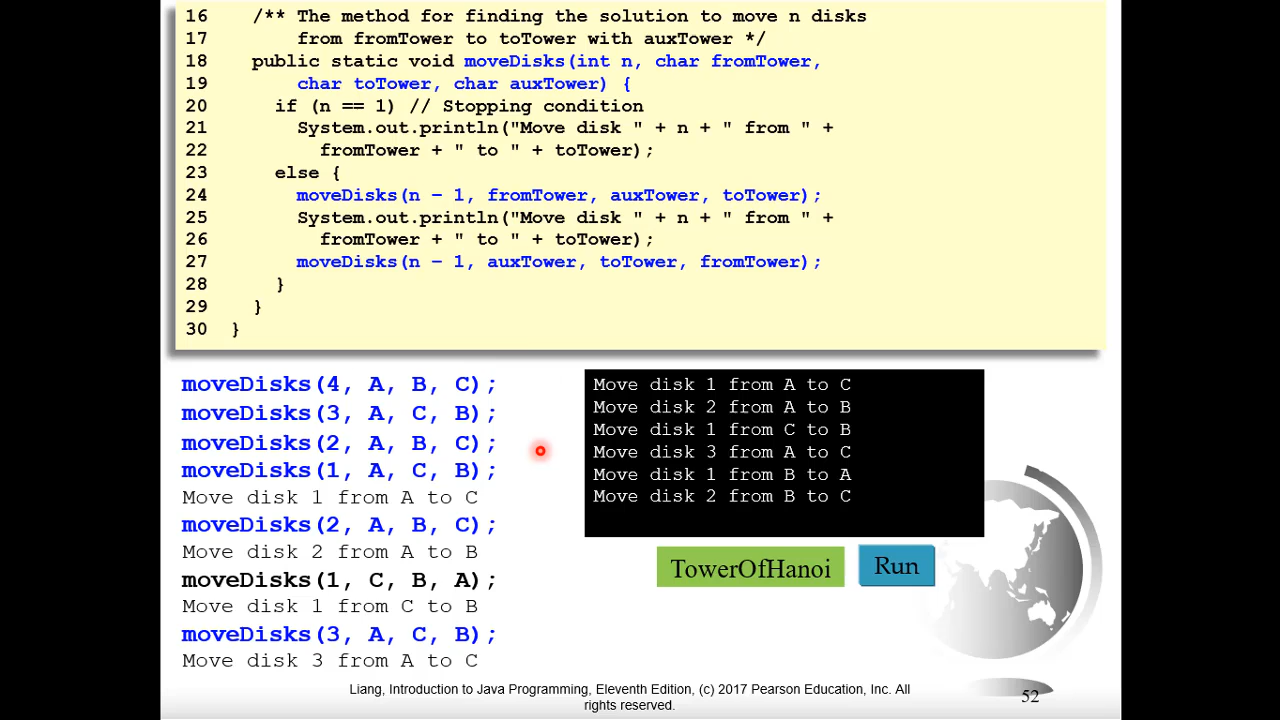 16    /** The method for finding the solution to move n disks
17        from fromTower to toTower with auxTower */
18    public static void moveDisks(int n, char fromTower,
19        char toTower, char auxTower) {
20      if (n == 1) // Stopping condition
21        System.out.println("Move disk " + n + " from " +
22          fromTower + " to " + toTower);
23      else {
24        moveDisks(n – 1, fromTower, auxTower, toTower);
25        System.out.println("Move disk " + n + " from " +
26          fromTower + " to " + toTower);
27        moveDisks(n – 1, auxTower, toTower, fromTower);
28      }
29    }
30  }
moveDisks(4, A, B, C);
moveDisks(3, A, C, B);
moveDisks(2, A, B, C);
moveDisks(1, A, C, B);
Move disk 1 from A to C
moveDisks(2, A, B, C);
Move disk 2 from A to B
moveDisks(1, C, B, A);
Move disk 1 from C to B
moveDisks(3, A, C, B);
Move disk 3 from A to C
Move disk 1 from A to C
Move disk 2 from A to B
Move disk 1 from C to B
Move disk 3 from A to C
Move disk 1 from B to A
Move disk 2 from B to C
TowerOfHanoi
Run
Liang, Introduction to Java Programming, Eleventh Edition, (c) 2017 Pearson Education, Inc. All
rights reserved.
52